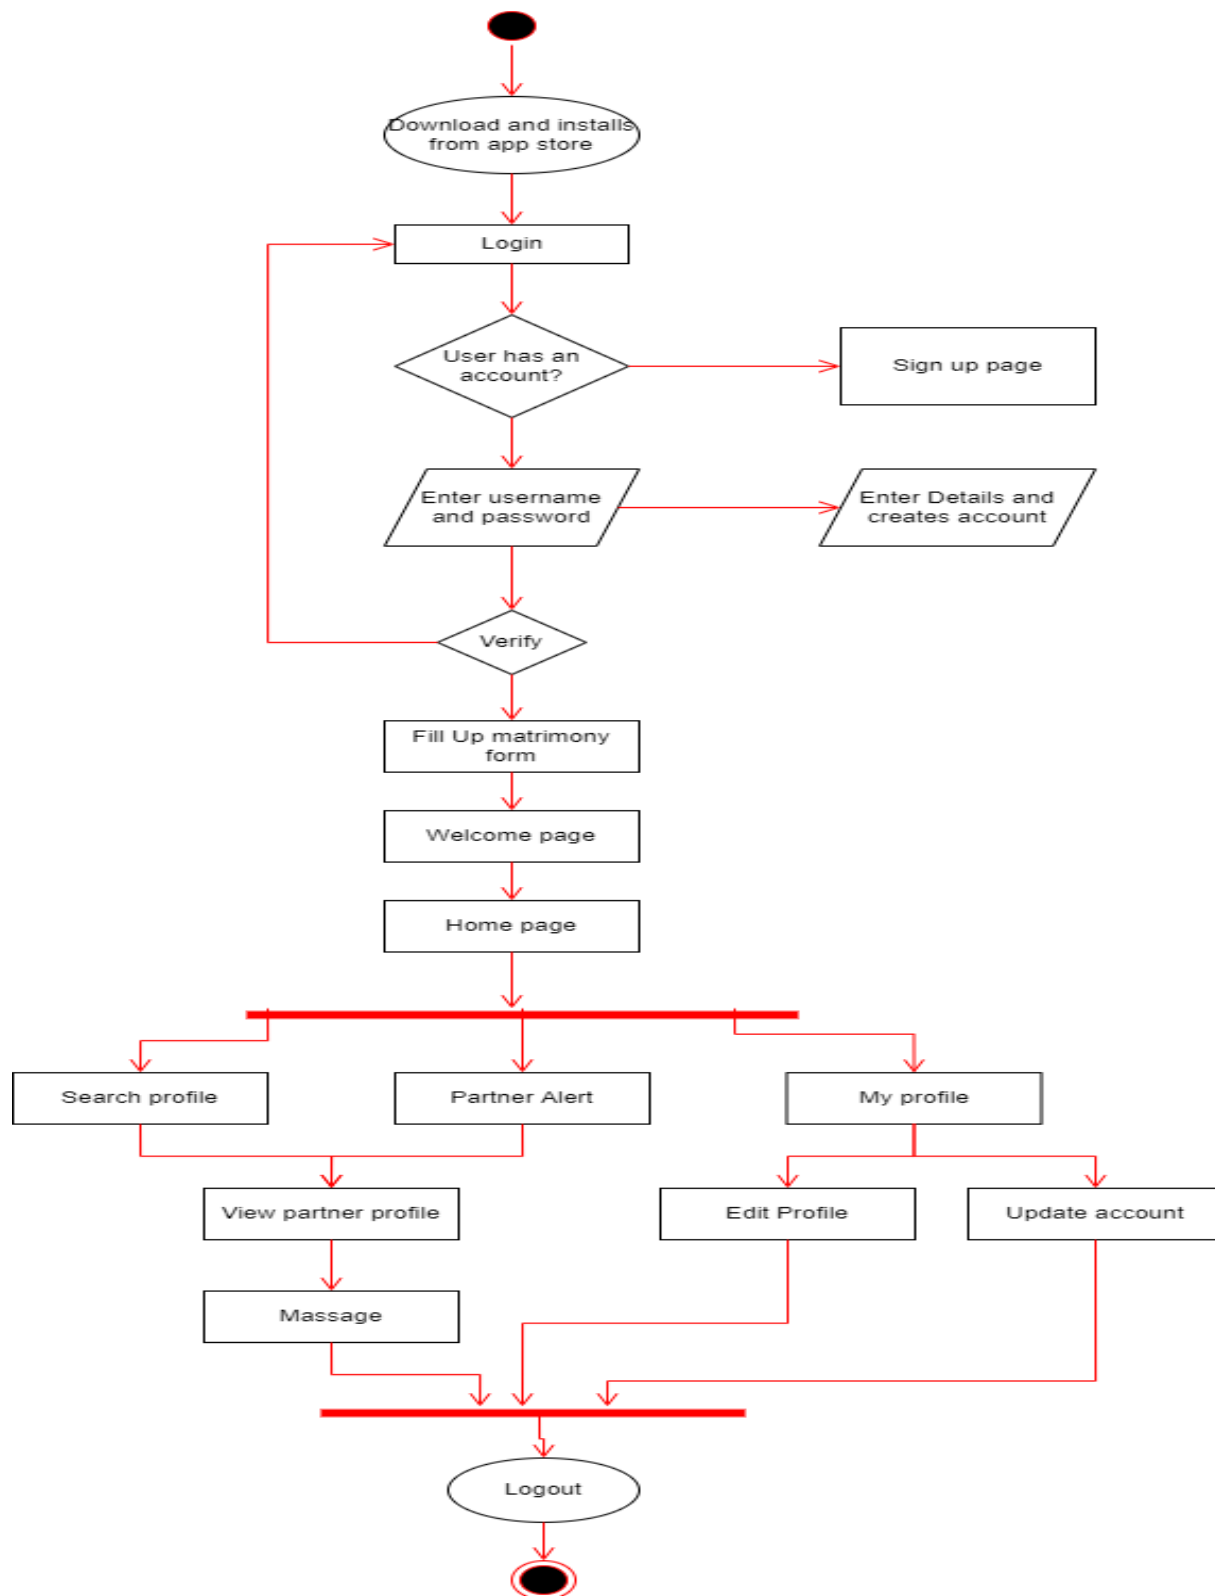 Download and installs
from app store
Login
User has an
account?
Sign up page
Enter username
and password
Enter Details and
creates account
Verify
Fill Up matrimony
form
Welcome page
Home page
Search profile
Partner Alert
My profile
View partner profile
Edit Profile
Update account
Massage
Logout